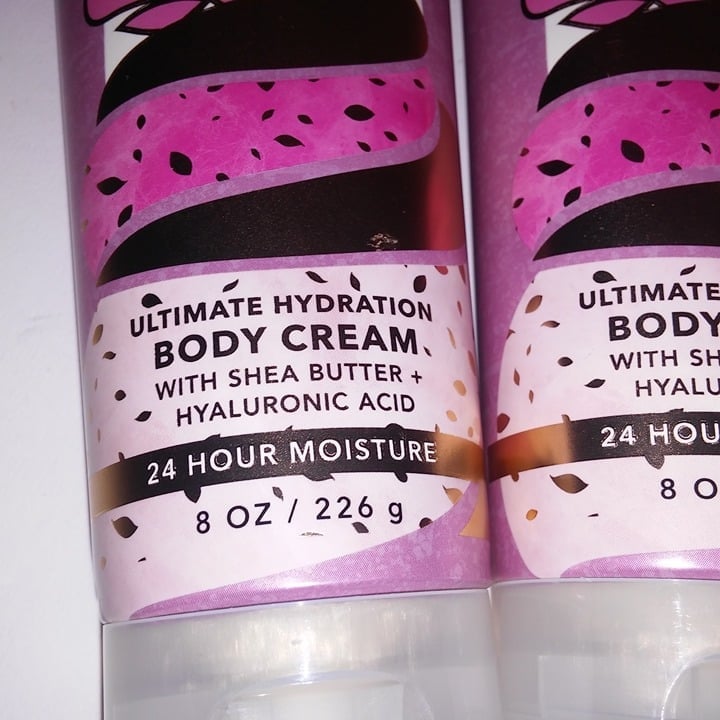 ULTIMATE HYDRATION
BODY CREAM
WITH SHEA BUTTER +
HYALURONIC ACID
24 HOUR MOISTURE
8 OZ / 226 g
ULTIMATE
BODY
WITH SH
HYALU
24 HOU
8 O